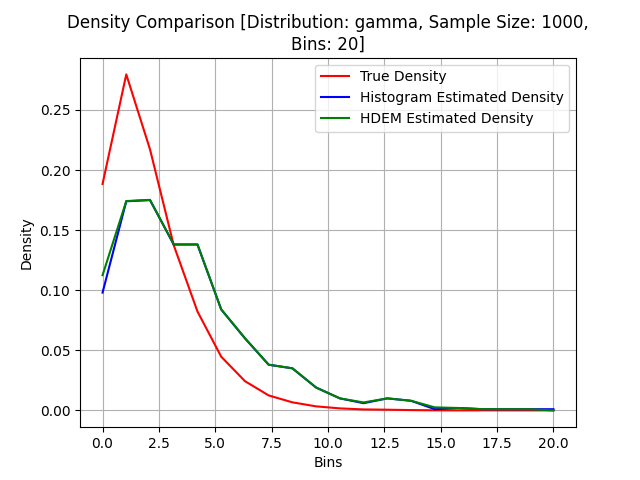 Density Comparison [Distribution: gamma, Sample Size: 1000,
Bins: 20]
True Density
Histogram Estimated Density
HDEM Estimated Density
Density
0.25
0.20
0.15
0.10
0.05
0.00
0.0 2.5 5.0 7.5 10.0 12.5 15.0 17.5 20.0
Bins